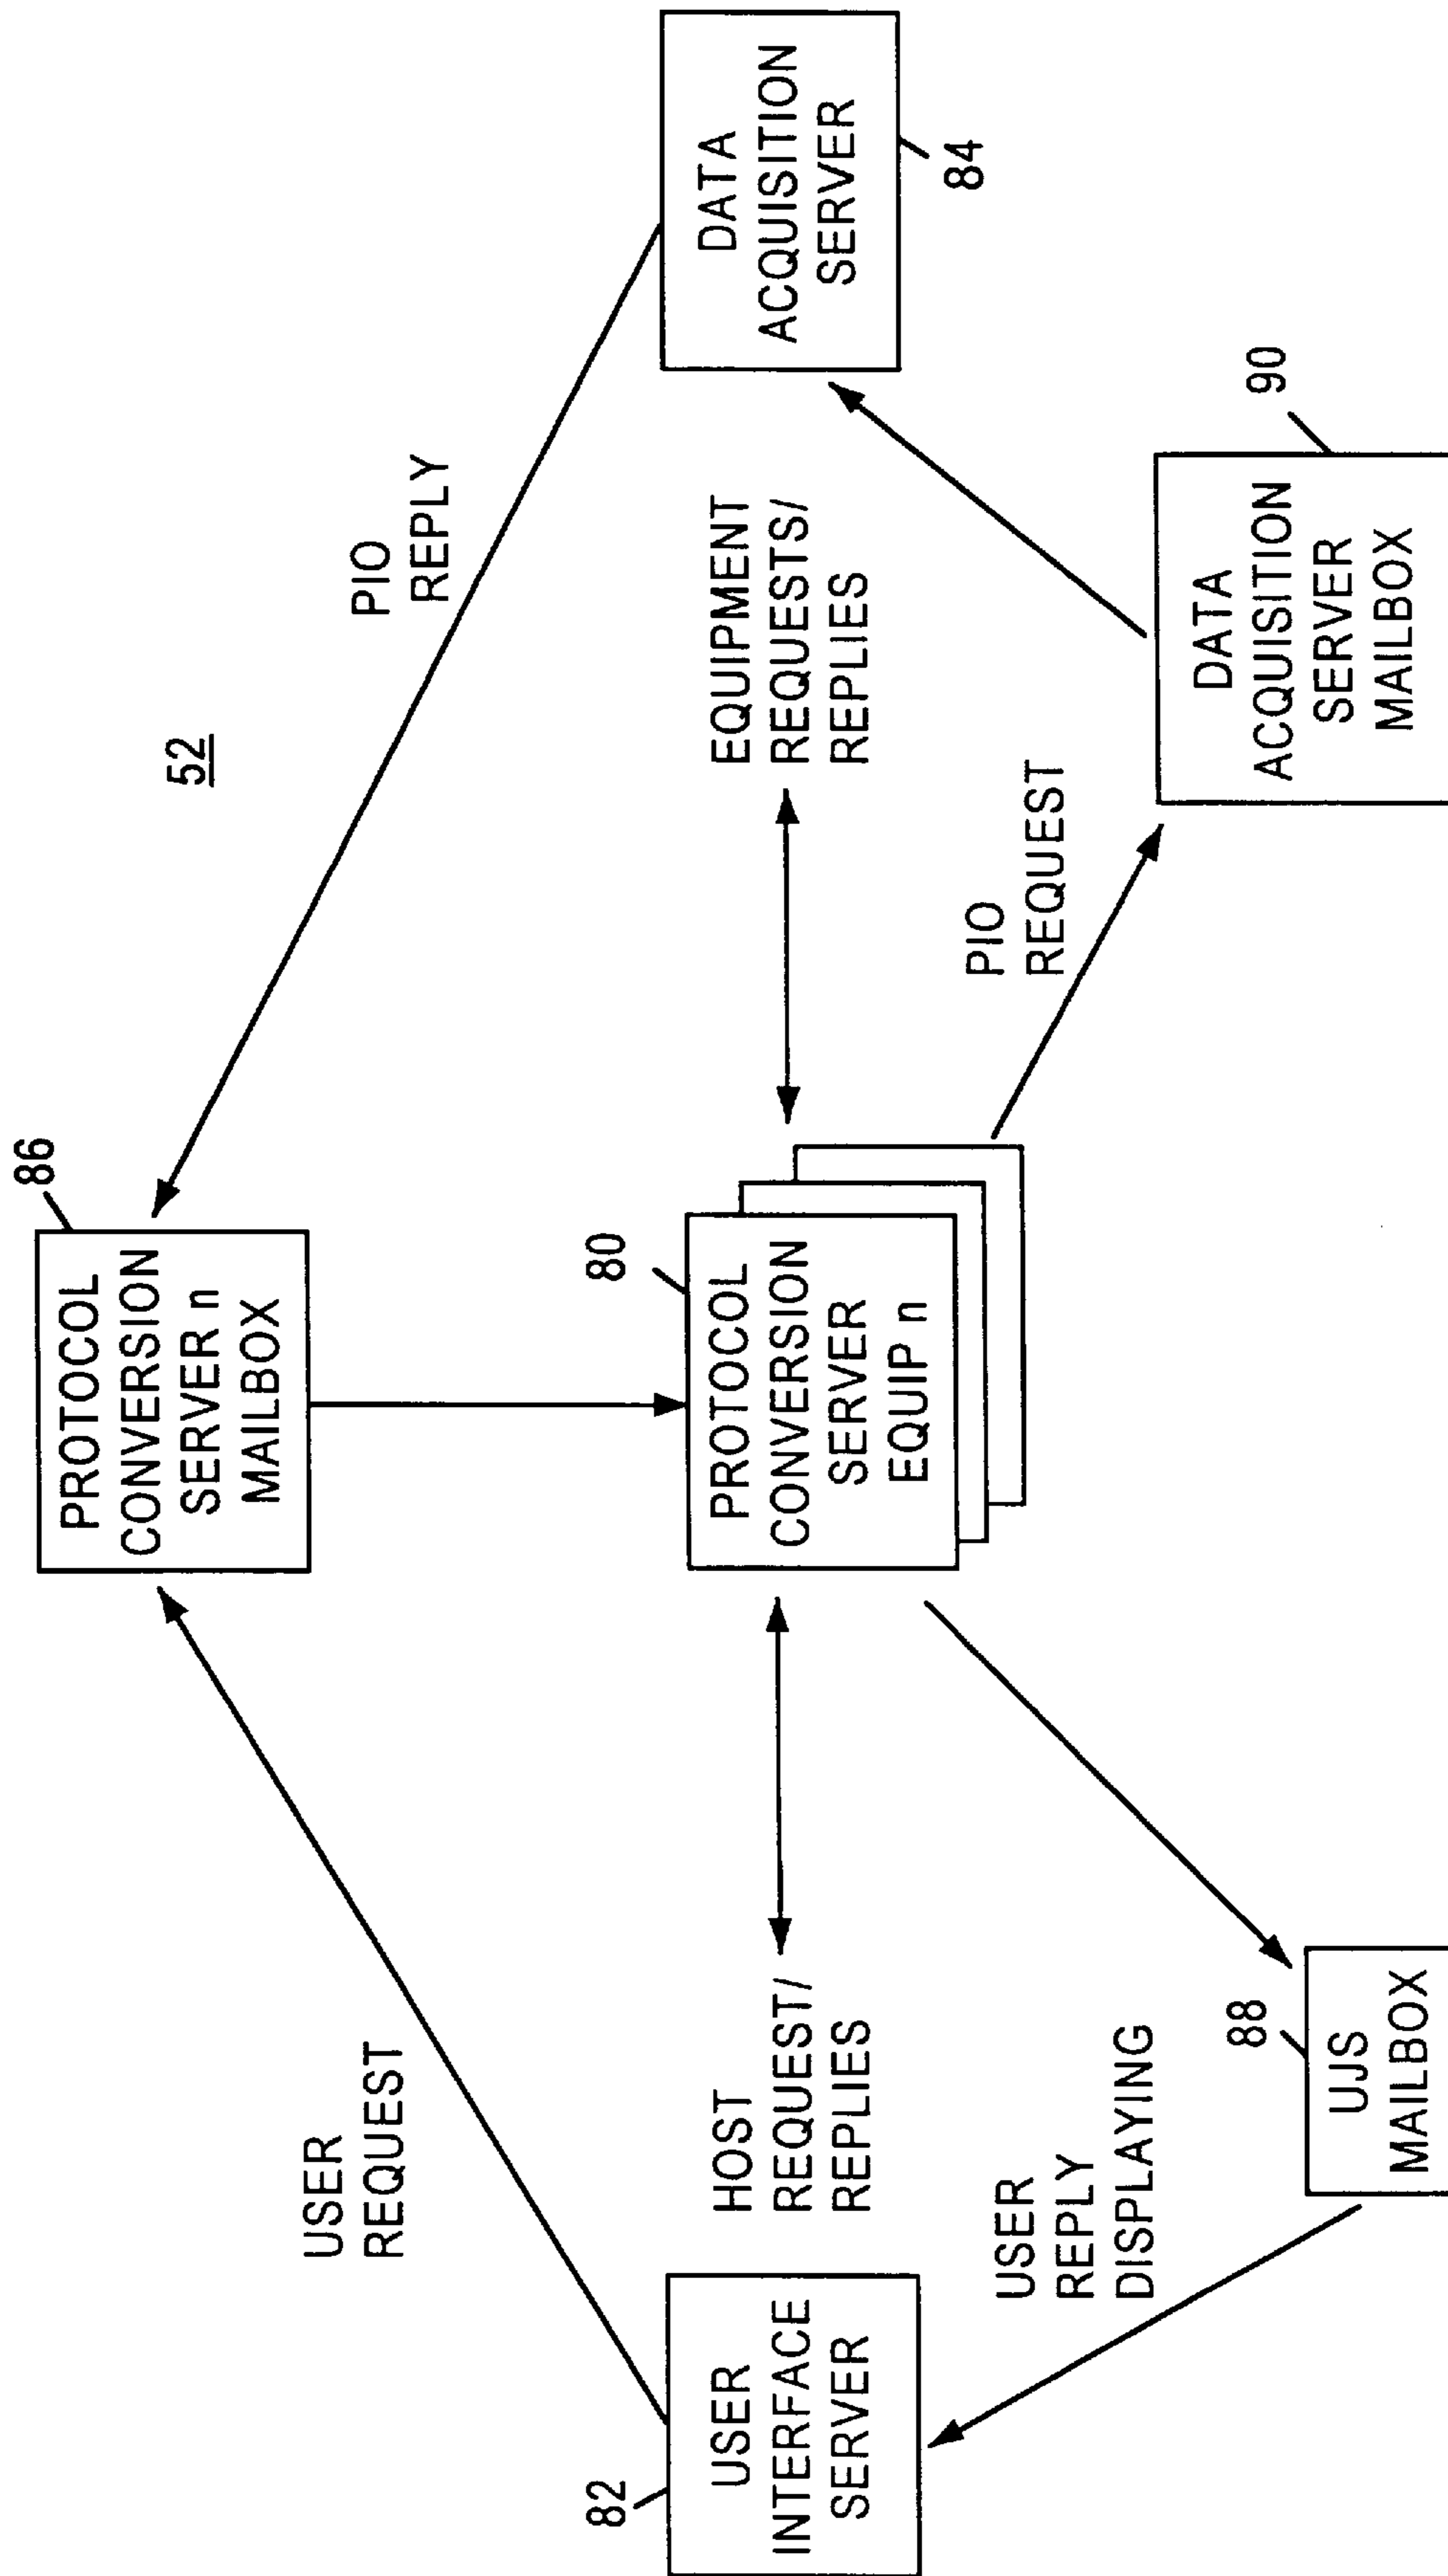 86
PROTOCOL
CONVERSION
SERVER n
MAILBOX
52
USER
REQUEST
PIO
REPLY
82
USER
INTERFACE
SERVER
HOST
REQUEST/
REPLIES
80
PROTOCOL
CONVERSION
SERVER
EQUIP n
EQUIPMENT
REQUESTS/
REPLIES
DATA
ACQUISITION
SERVER
84
USER
REPLY
DISPLAYING
88
UJS
MAILBOX
PIO
REQUEST
90
DATA
ACQUISITION
SERVER
MAILBOX